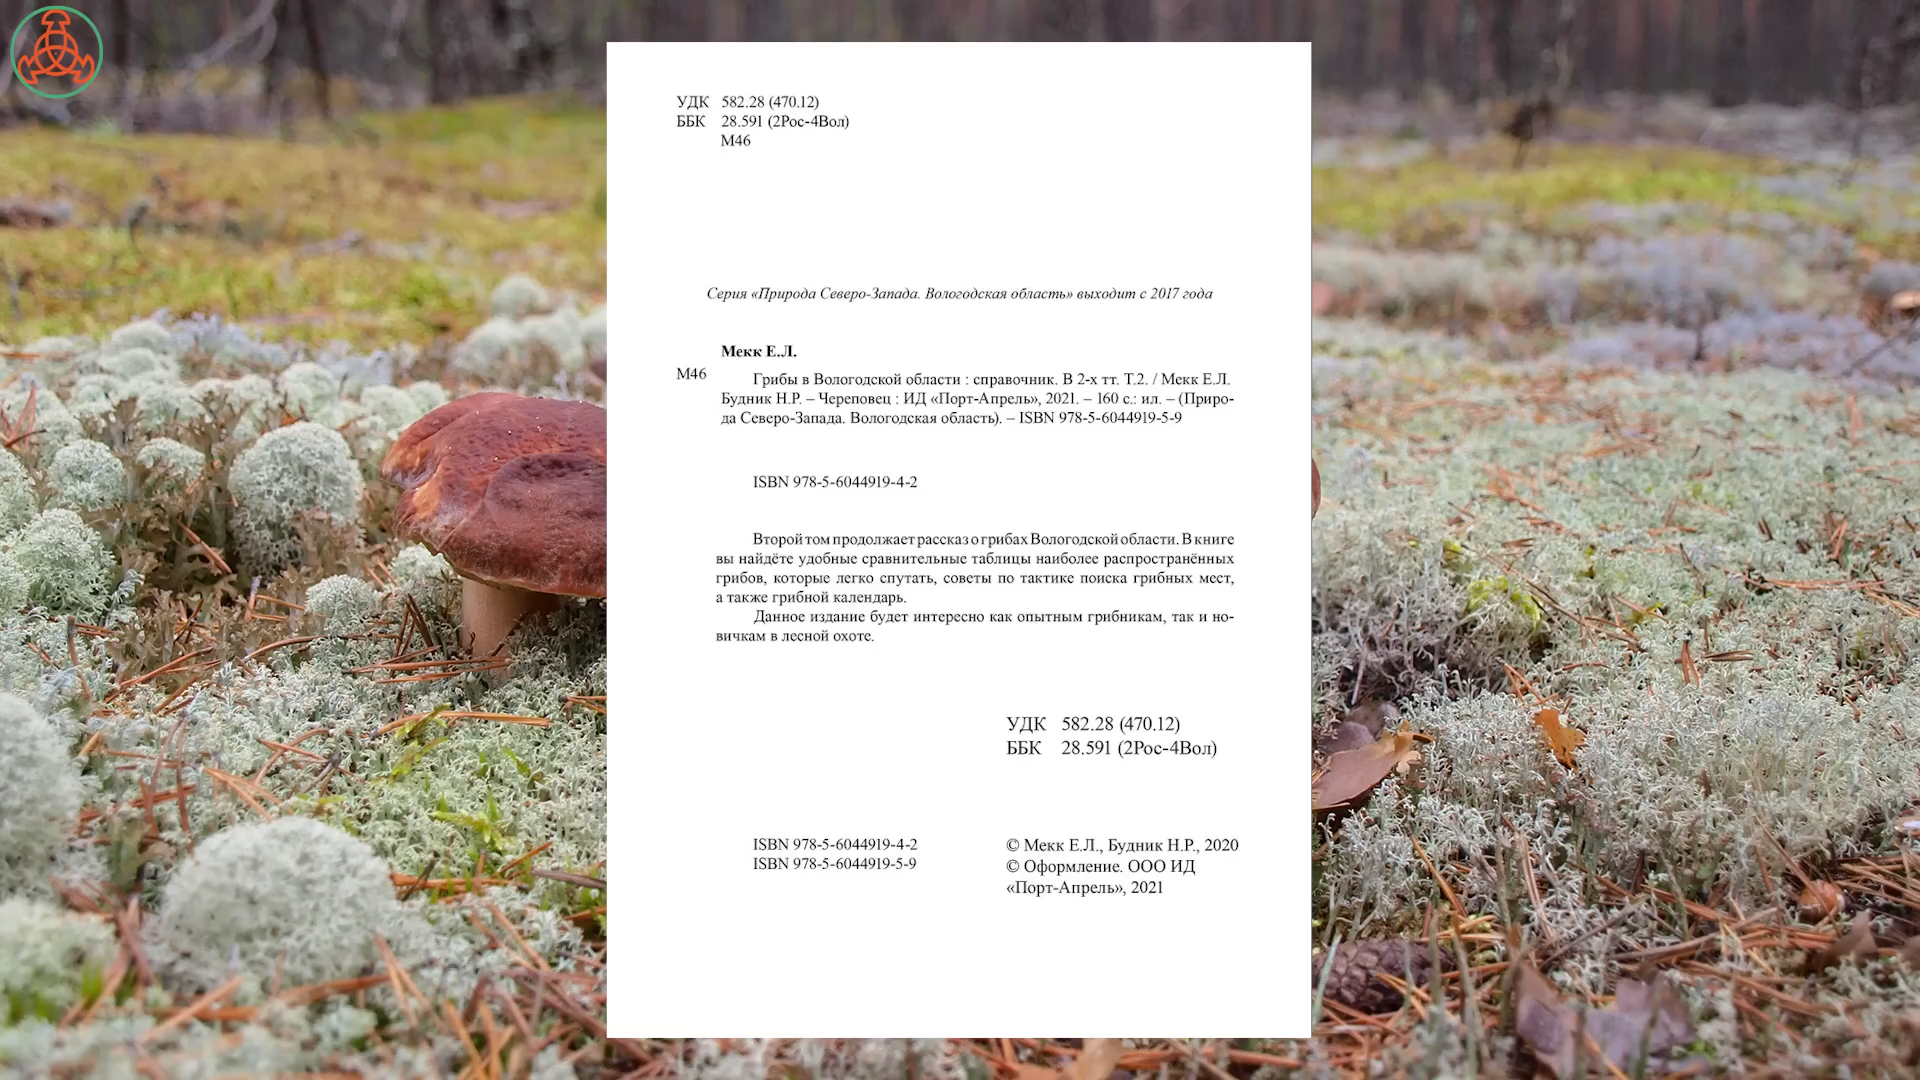 УДК 582.28 (470.12)
ББК 28.591 (2Рос-4Вол)
М46
Серия «Природа Северо-Запада. Вологодская область» выходит с 2017 года
Мекк Е.Л.
М46
Грибы в Вологодской области : справочник. В 2-х тт. Т.2. / Мекк Е.Л.
Будник Н.Р. – Череповец : ИД «Порт-Апрель», 2021. – 160 с.: ил. – (Приро-
да Северо-Запада. Вологодская область). – ISBN 978-5-6044919-5-9
ISBN 978-5-6044919-4-2
Второй том продолжает рассказ о грибах Вологодской области. В книге
вы найдёте удобные сравнительные таблицы наиболее распространённых
грибов, которые легко спутать, советы по тактике поиска грибных мест,
а также грибной календарь.
Данное издание будет интересно как опытным грибникам, так и но-
вичкам в лесной охоте.
УДК 582.28 (470.12)
ББК 28.591 (2Рос-4Вол)
ISBN 978-5-6044919-4-2
ISBN 978-5-6044919-5-9
© Мекк Е.Л., Будник Н.Р., 2020
© Оформление. ООО ИД
«Порт-Апрель», 2021